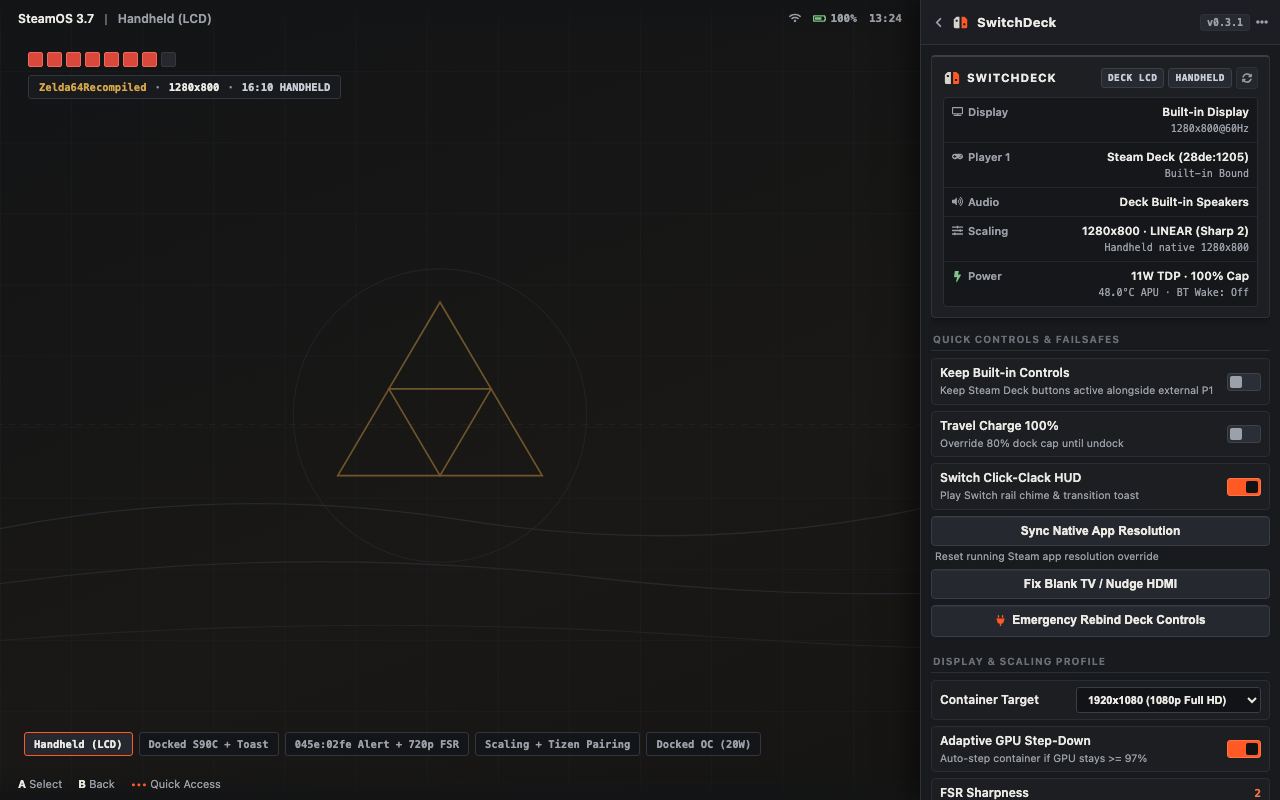 SteamOS 3.7 | Handheld (LCD)
100% 13:24
Zelda64Recompiled · 1280x800 · 16:10 HANDHELD
Handheld (LCD)
Docked S90C + Toast
045e:02fe Alert + 720p FSR
Scaling + Tizen Pairing
Docked OC (20W)
A Select B Back ••• Quick Access
SwitchDeck v0.3.1 •••
SWITCHDECK DECK LCD HANDHELD
Display Built-in Display
1280x800@60Hz
Player 1 Steam Deck (28de:1205)
Built-in Bound
Audio Deck Built-in Speakers
Scaling 1280x800 · LINEAR (Sharp 2)
Handheld native 1280x800
Power 11W TDP · 100% Cap
48.0°C APU · BT Wake: Off
QUICK CONTROLS & FAILSAFES
Keep Built-in Controls
Keep Steam Deck buttons active alongside external P1
Travel Charge 100%
Override 80% dock cap until undock
Switch Click-Clack HUD
Play Switch rail chime & transition toast
Sync Native App Resolution
Reset running Steam app resolution override
Fix Blank TV / Nudge HDMI
Emergency Rebind Deck Controls
DISPLAY & SCALING PROFILE
Container Target 1920x1080 (1080p Full HD)
Adaptive GPU Step-Down
Auto-step container if GPU stays >= 97%
FSR Sharpness 2